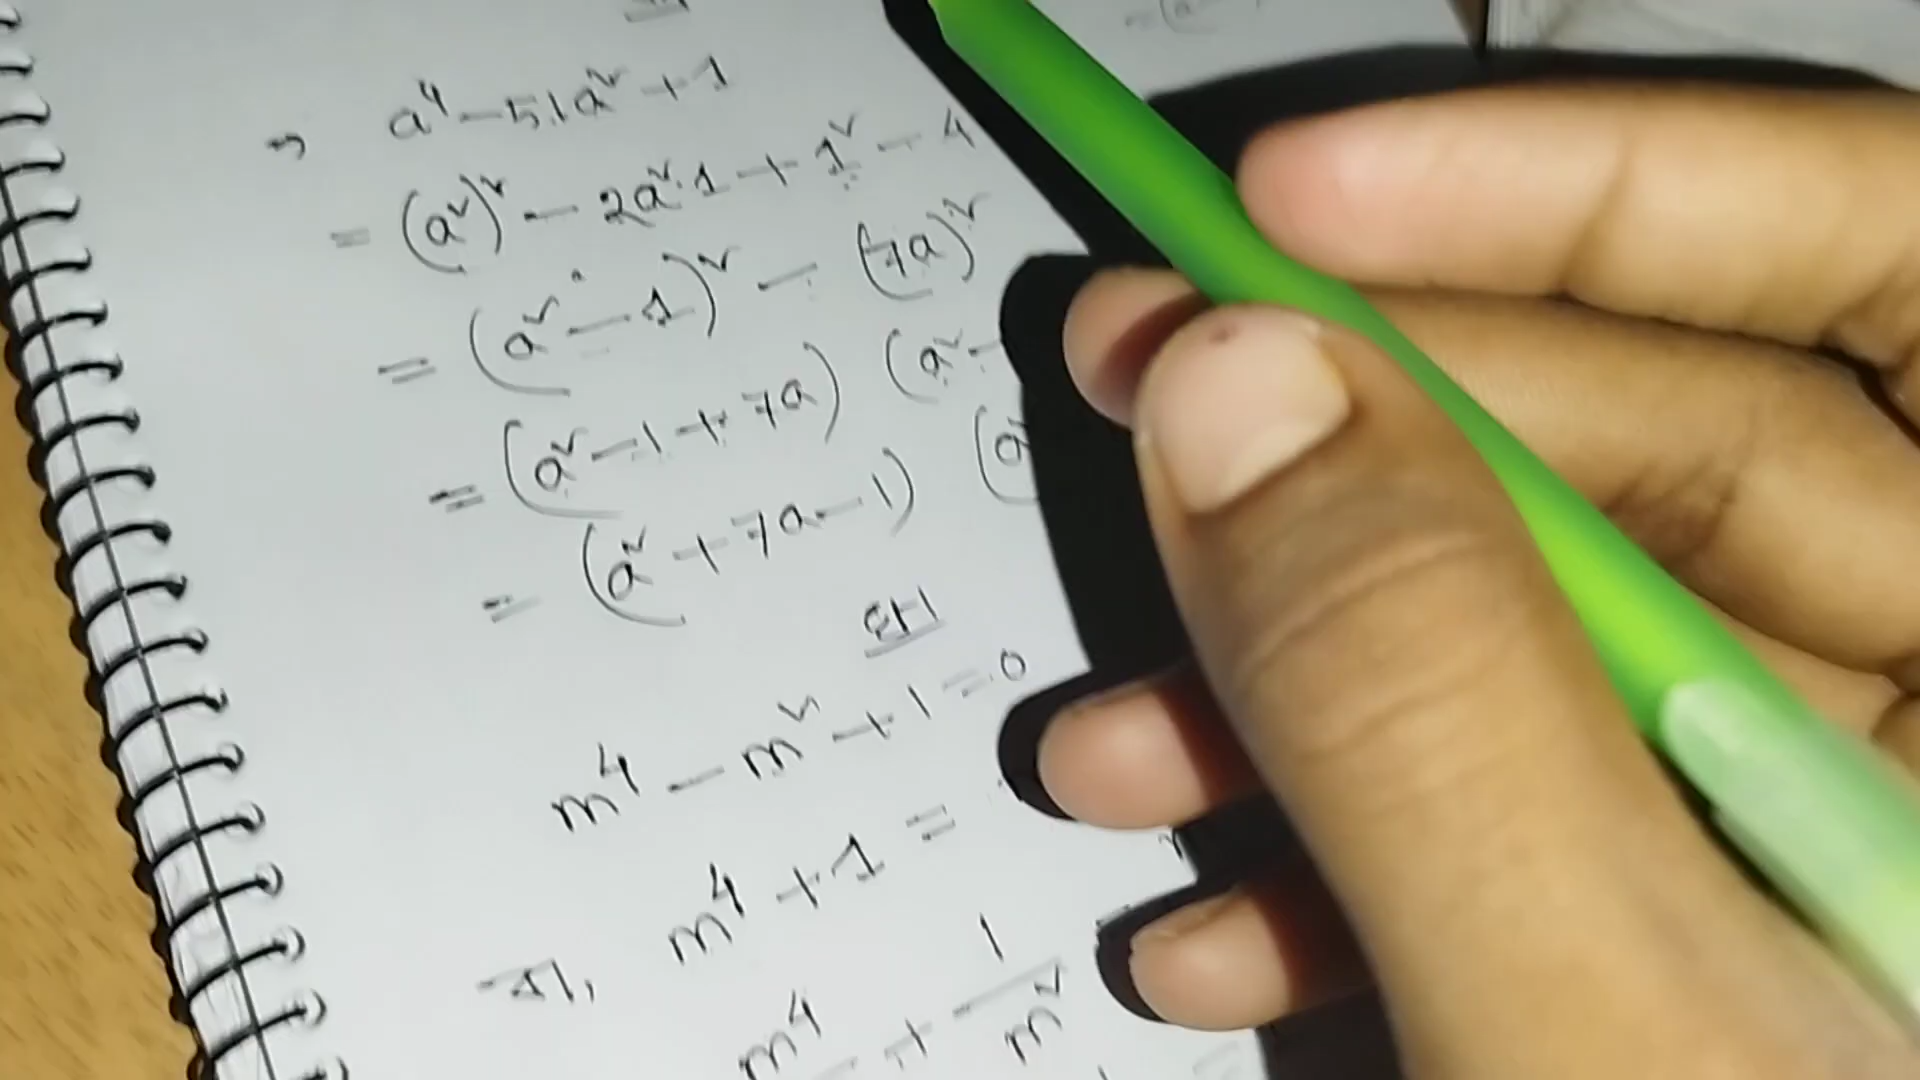 ⇒ a⁴ - 51a² + 1
= (a²)² - 2a².1 + 1² - 4
= (a² - 1)² - (7a)²
= (a² - 1 + 7a) (a² -
= (a² + 7a - 1) (a
m⁴ - m² + 1 = 0
বা, m⁴ + 1 =
m⁴ + 1/m²